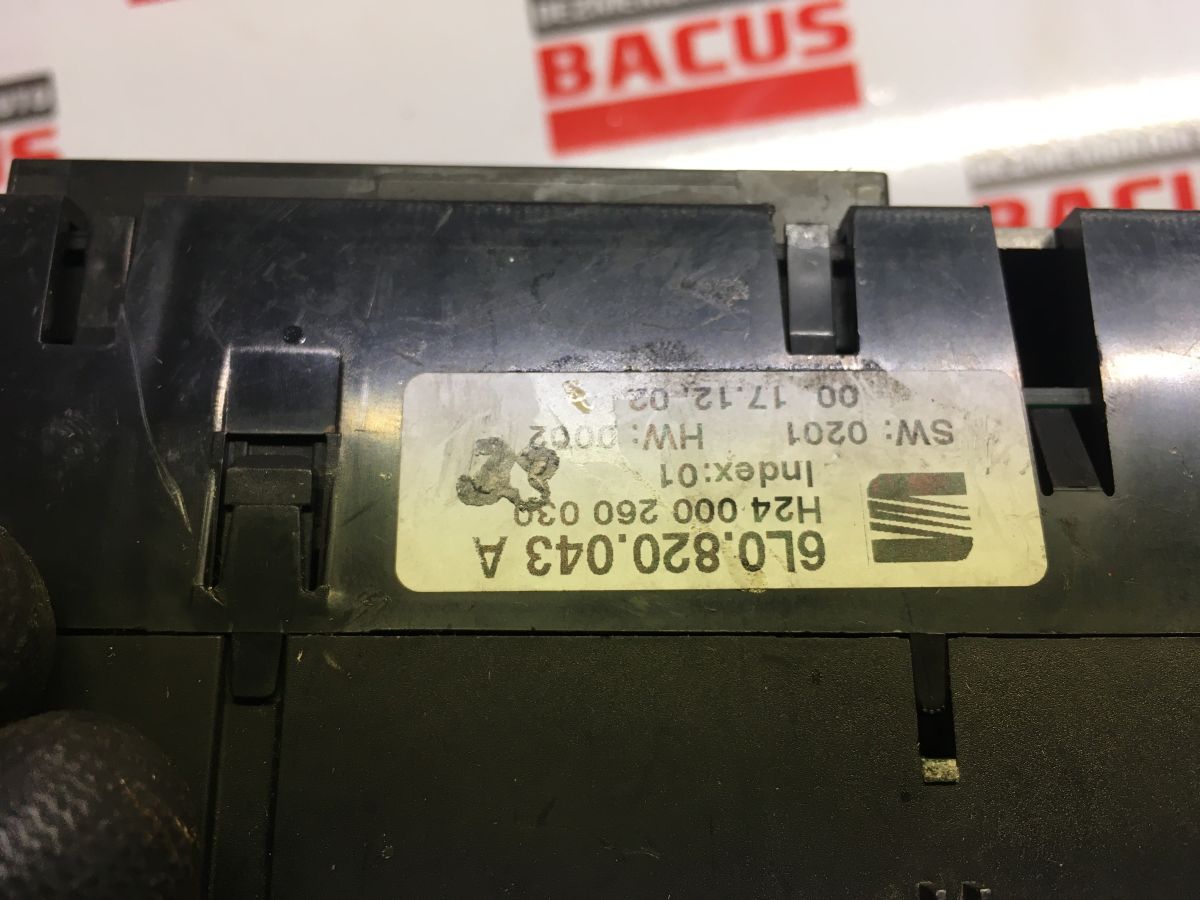 BACUS
BACUS
6L0.820.043 A
H24 000 260 030
Index:01
SW: 0201 HW: 0002
00 17.12.02